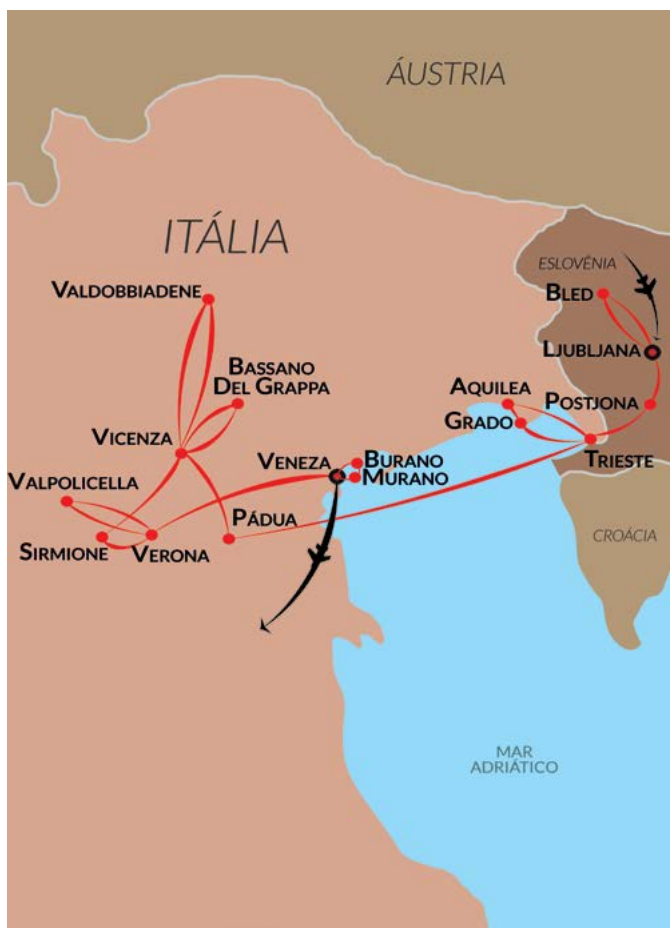 ÁUSTRIA
ITÁLIA
ESLOVÊNIA
VALDOBBIADENE
BLED
LJUBLJANA
BASSANO
DEL GRAPPA
AQUILEA
POSTJONA
GRADO
VICENZA
TRIESTE
VENEZA
BURANO
MURANO
VALPOLICELLA
PÁDUA
SIRMIONE
VERONA
CROÁCIA
MAR
ADRIÁTICO